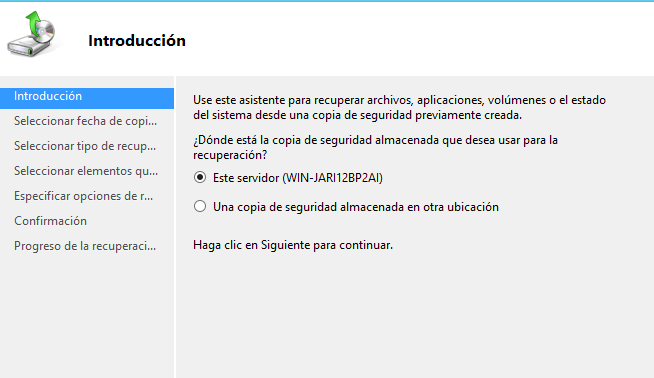 Introducción
Introducción
Seleccionar fecha de copi...
Seleccionar tipo de recup...
Seleccionar elementos qu...
Especificar opciones de r...
Confirmación
Progreso de la recuperaci...
Use este asistente para recuperar archivos, aplicaciones, volúmenes o el estado
del sistema desde una copia de seguridad previamente creada.
¿Dónde está la copia de seguridad almacenada que desea usar para la
recuperación?
Este servidor (WIN-JARI12BP2AI)
Una copia de seguridad almacenada en otra ubicación
Haga clic en Siguiente para continuar.